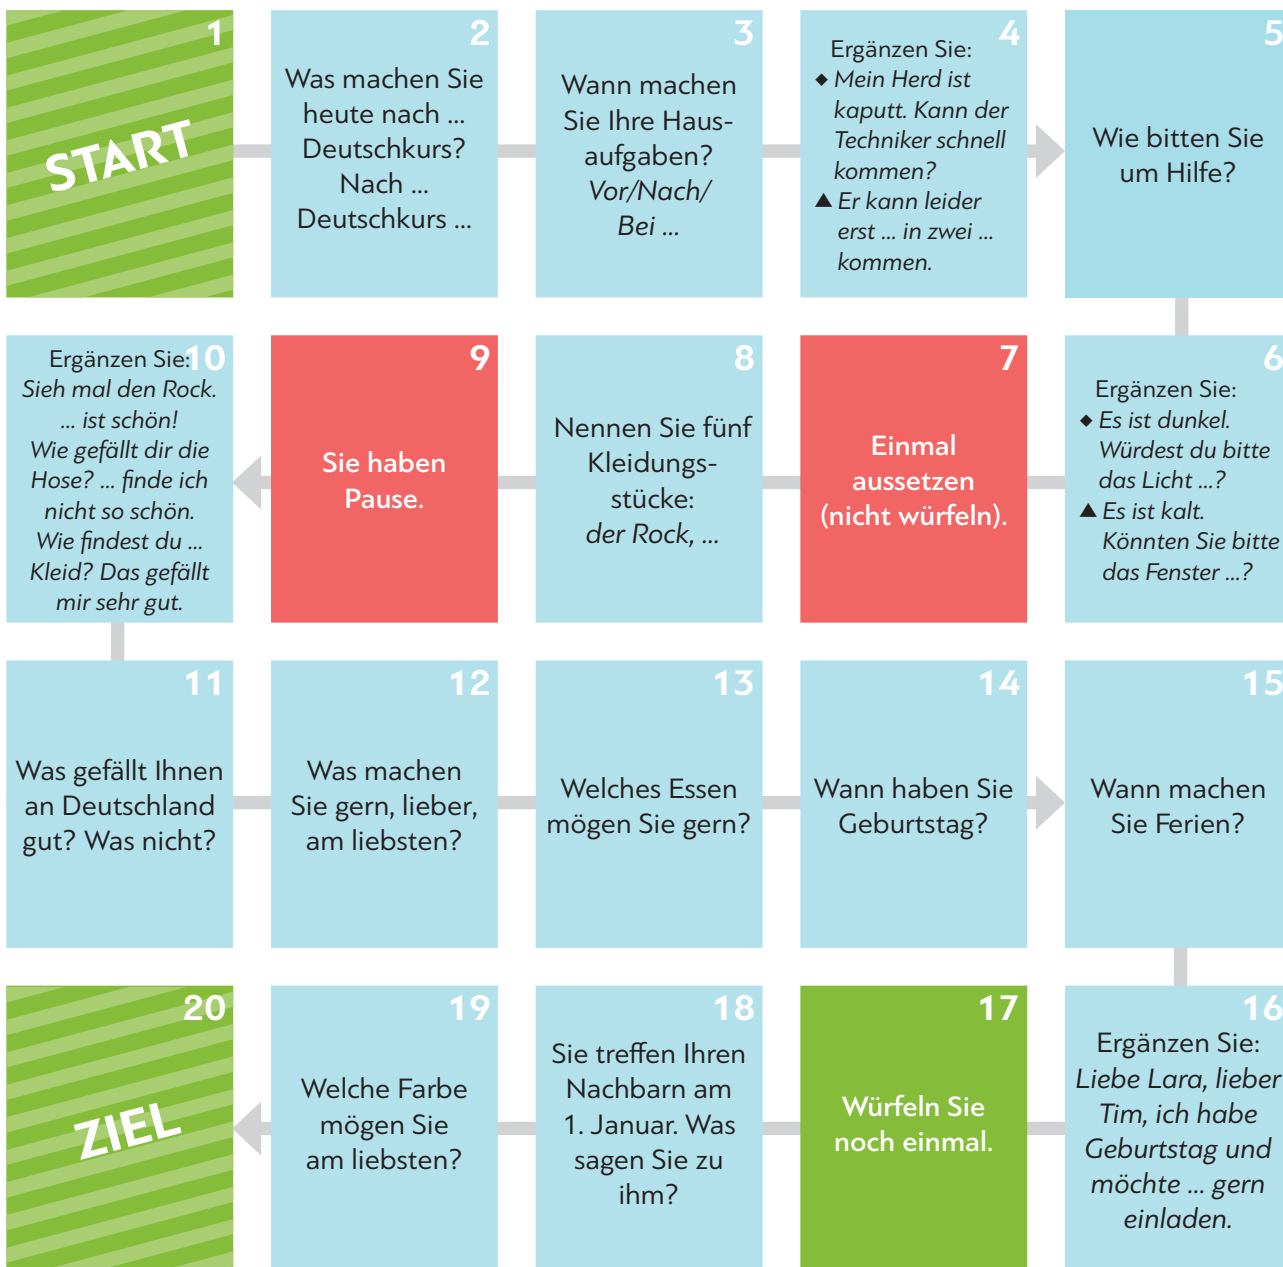 1
START
2
Was machen Sie
heute nach ...
Deutschkurs?
Nach ...
Deutschkurs ...
3
Wann machen
Sie Ihre Haus-
aufgaben?
Vor/Nach/
Bei ...
4
Ergänzen Sie:
◆ Mein Herd ist
kaputt. Kann der
Techniker schnell
kommen?
▲ Er kann leider
erst ... in zwei ...
kommen.
5
Wie bitten Sie
um Hilfe?
6
Ergänzen Sie:
◆ Es ist dunkel.
Würdest du bitte
das Licht ...?
▲ Es ist kalt.
Könnten Sie bitte
das Fenster ...?
7
Einmal
aussetzen
(nicht würfeln).
8
Nennen Sie fünf
Kleidungs-
stücke:
der Rock, ...
9
Sie haben
Pause.
10
Ergänzen Sie:
Sieh mal den Rock.
... ist schön!
Wie gefällt dir die
Hose? ... finde ich
nicht so schön.
Wie findest du ...
Kleid? Das gefällt
mir sehr gut.
11
Was gefällt Ihnen
an Deutschland
gut? Was nicht?
12
Was machen
Sie gern, lieber,
am liebsten?
13
Welches Essen
mögen Sie gern?
14
Wann haben Sie
Geburtstag?
15
Wann machen
Sie Ferien?
16
Ergänzen Sie:
Liebe Lara, lieber
Tim, ich habe
Geburtstag und
möchte ... gern
einladen.
17
Würfeln Sie
noch einmal.
18
Sie treffen Ihren
Nachbarn am
1. Januar. Was
sagen Sie zu
ihm?
19
Welche Farbe
mögen Sie
am liebsten?
20
ZIEL